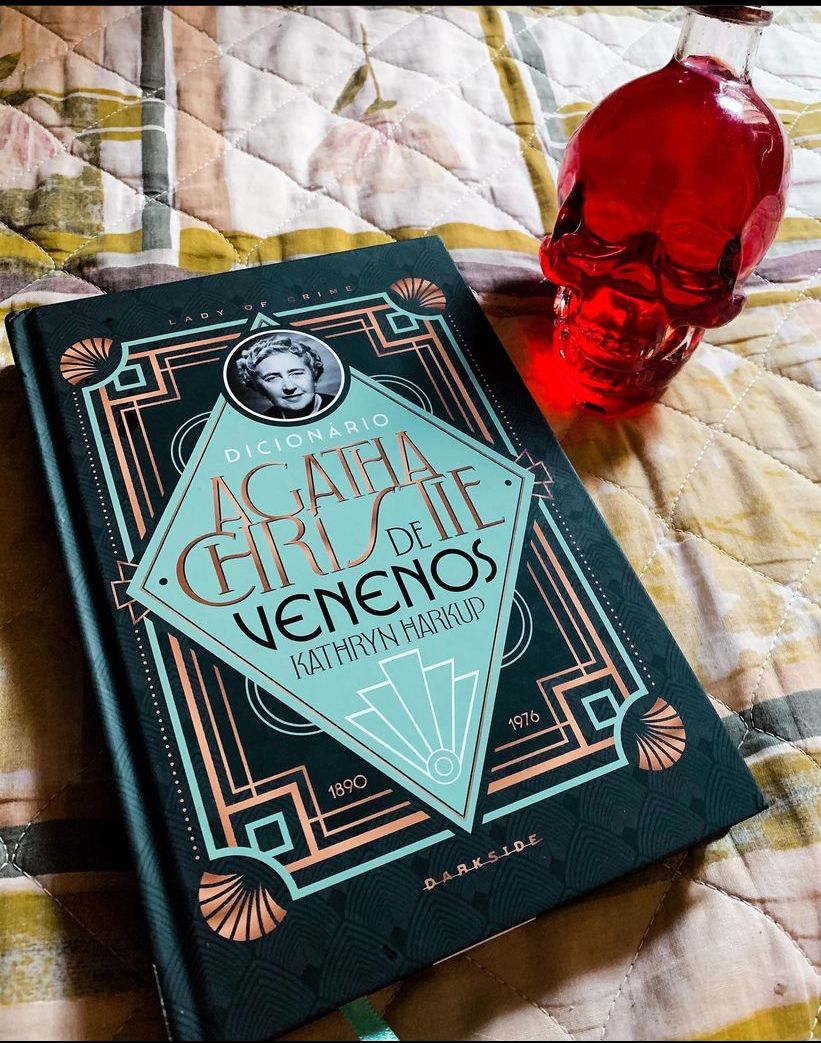 LADY OF CRIME
DICIONÁRIO
AGATHA
CHRISTIE
DE
VENENOS
KATHRYN HARKUP
1890
1976
DARKSIDE